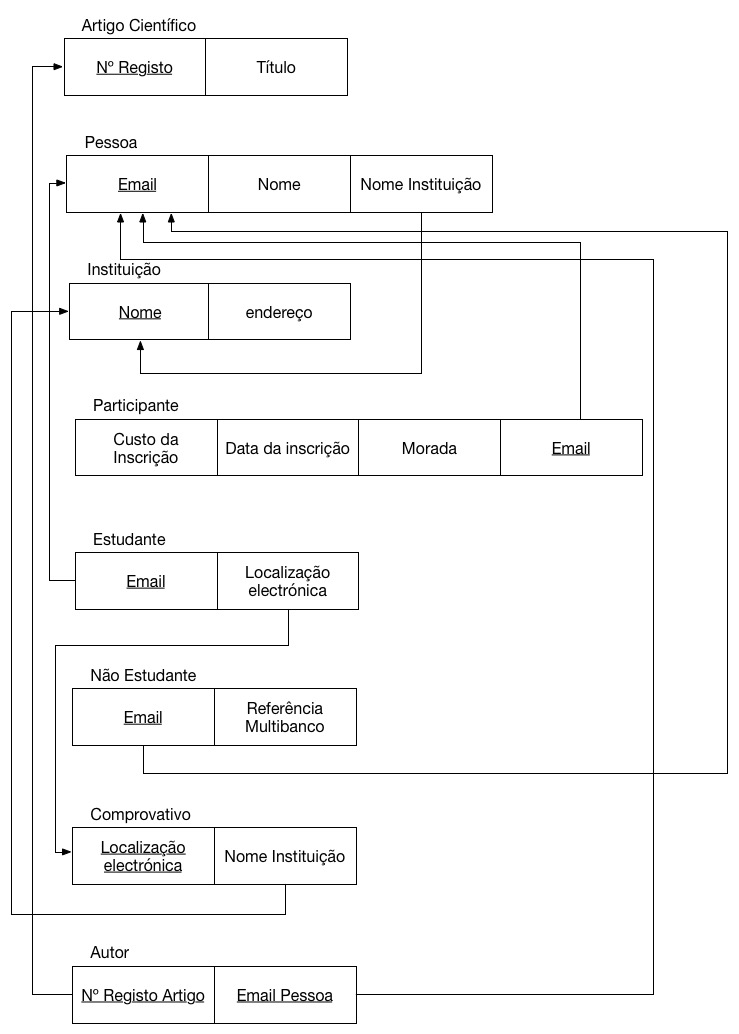 Artigo Científico
Nº Registo Título
Pessoa
Email Nome Nome Instituição
Instituição
Nome endereço
Participante
Custo da
Inscrição Data da inscrição Morada Email
Estudante
Email Localização
electrónica
Não Estudante
Email Referência
Multibanco
Comprovativo
Localização
electrónica Nome Instituição
Autor
Nº Registo Artigo Email Pessoa